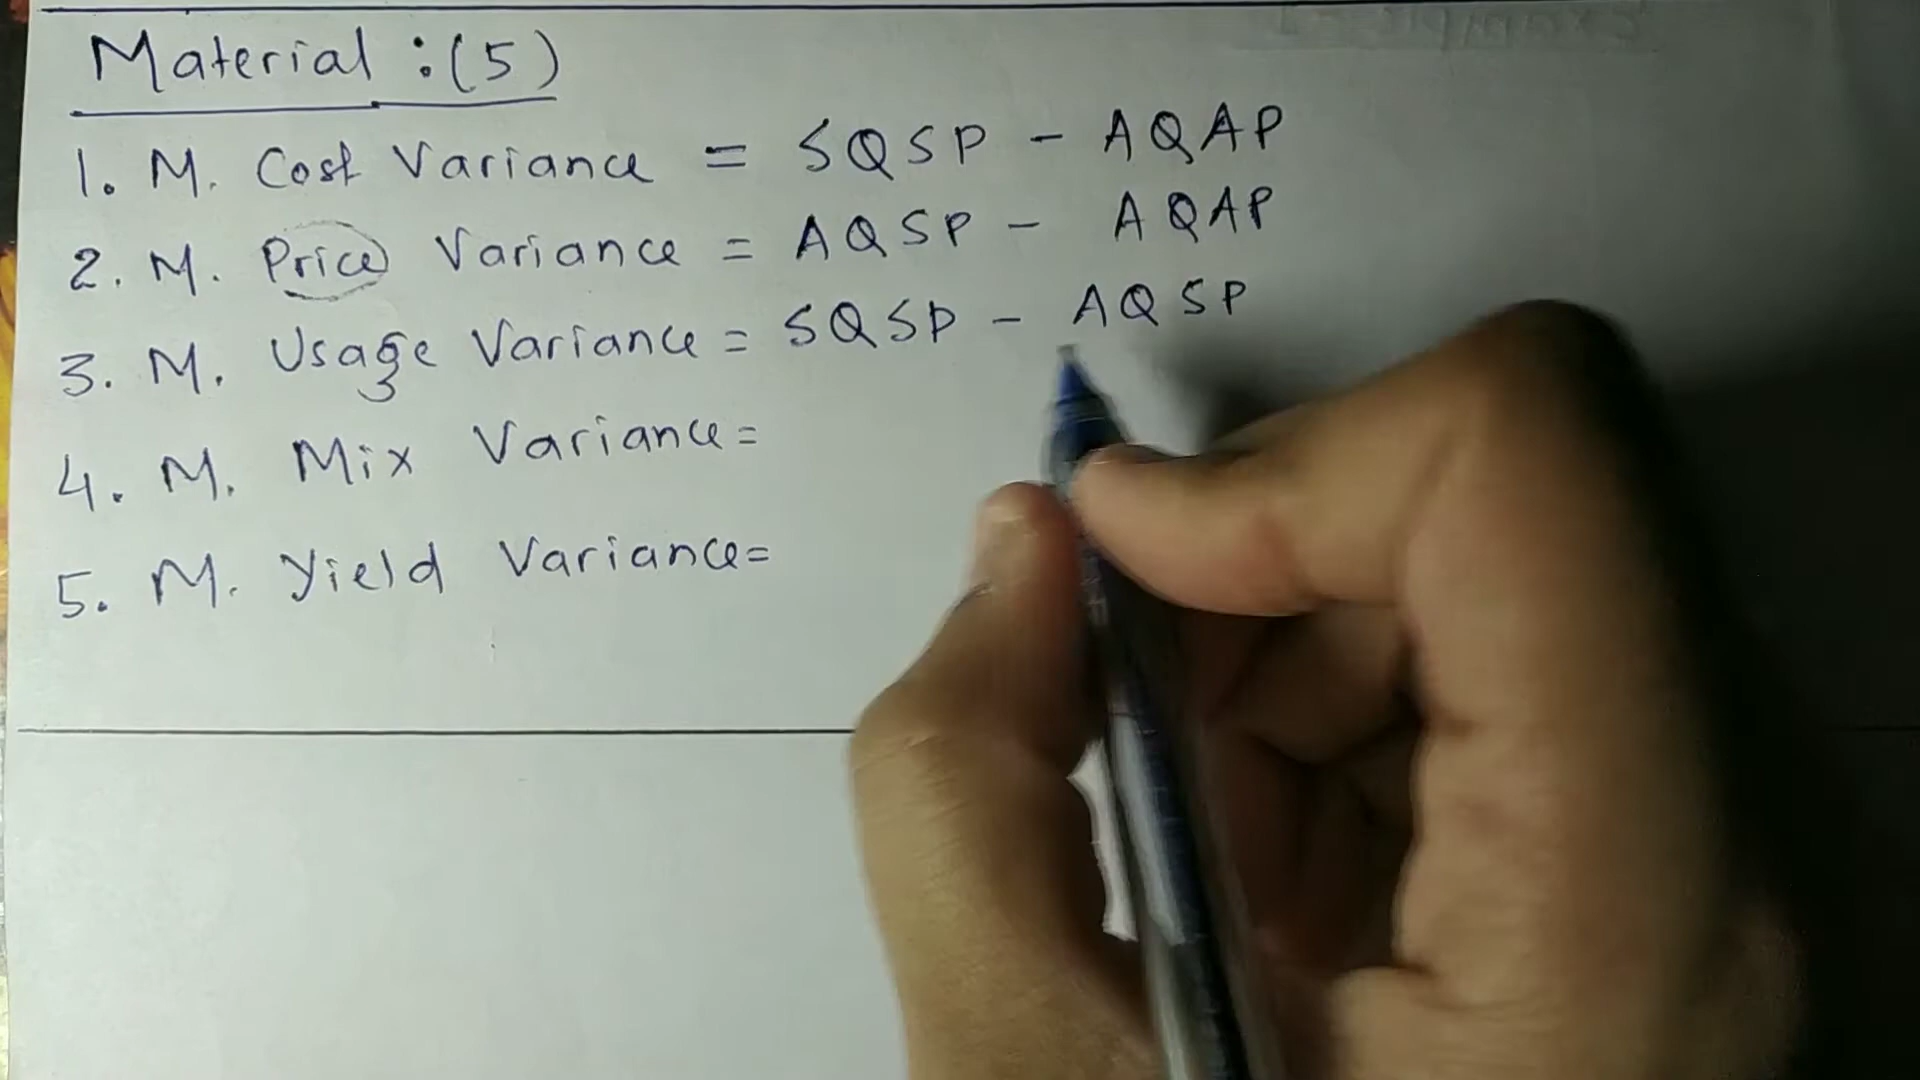 Material : (5)
1. M. Cost Variance = SQSP - AQAP
2. M. Price Variance = AQSP - AQAP
3. M. Usage Variance = SQSP - AQSP
4. M. Mix Variance =
5. M. Yield Variance =